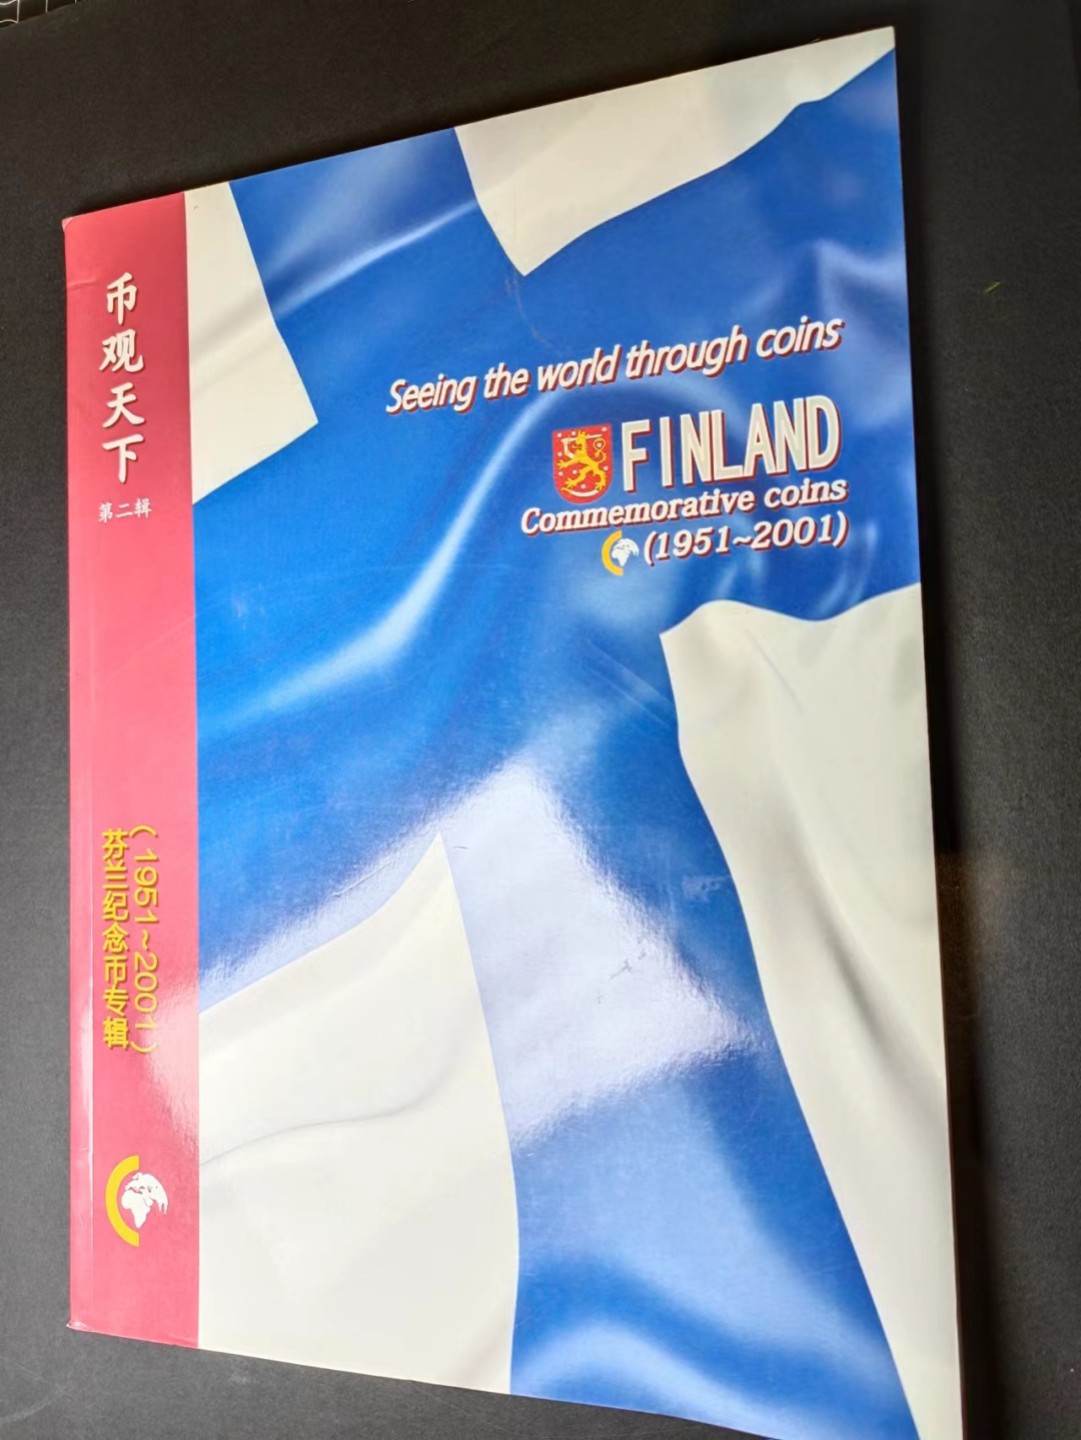 币观天下
第二辑
Seeing the world through coins
FINLAND
Commemorative coins
(1951~2001)
(1951~2001)
芬兰纪念币专辑